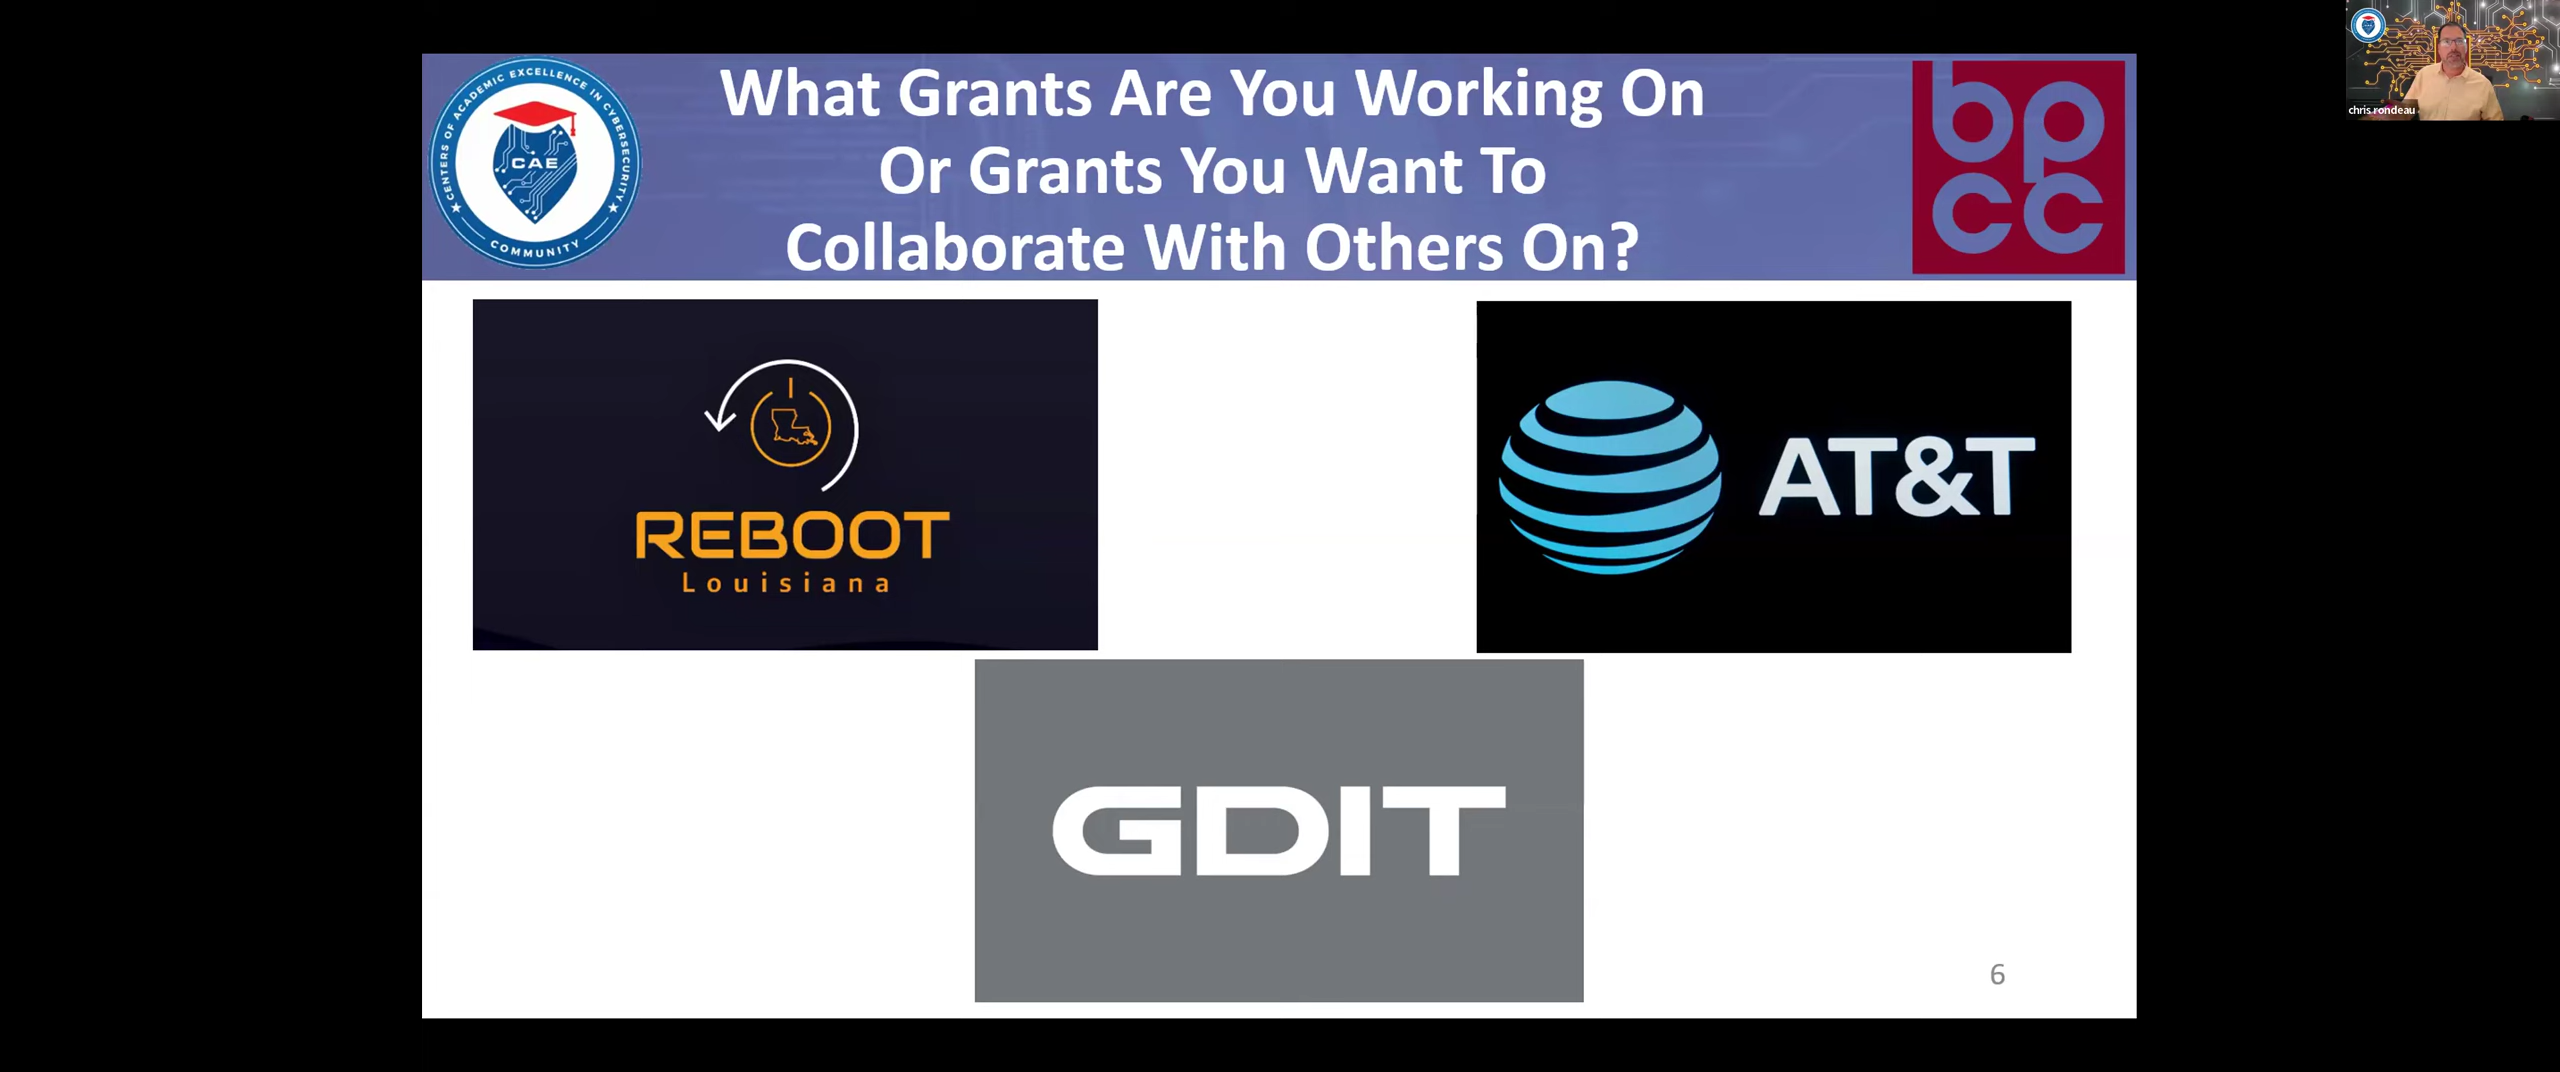 What Grants Are You Working On
Or Grants You Want To
Collaborate With Others On?
CENTERS OF ACADEMIC EXCELLENCE IN CYBERSECURITY
CAE
COMMUNITY
bp
cc
chris rondeau
REBOOT
Louisiana
AT&T
GDIT
6